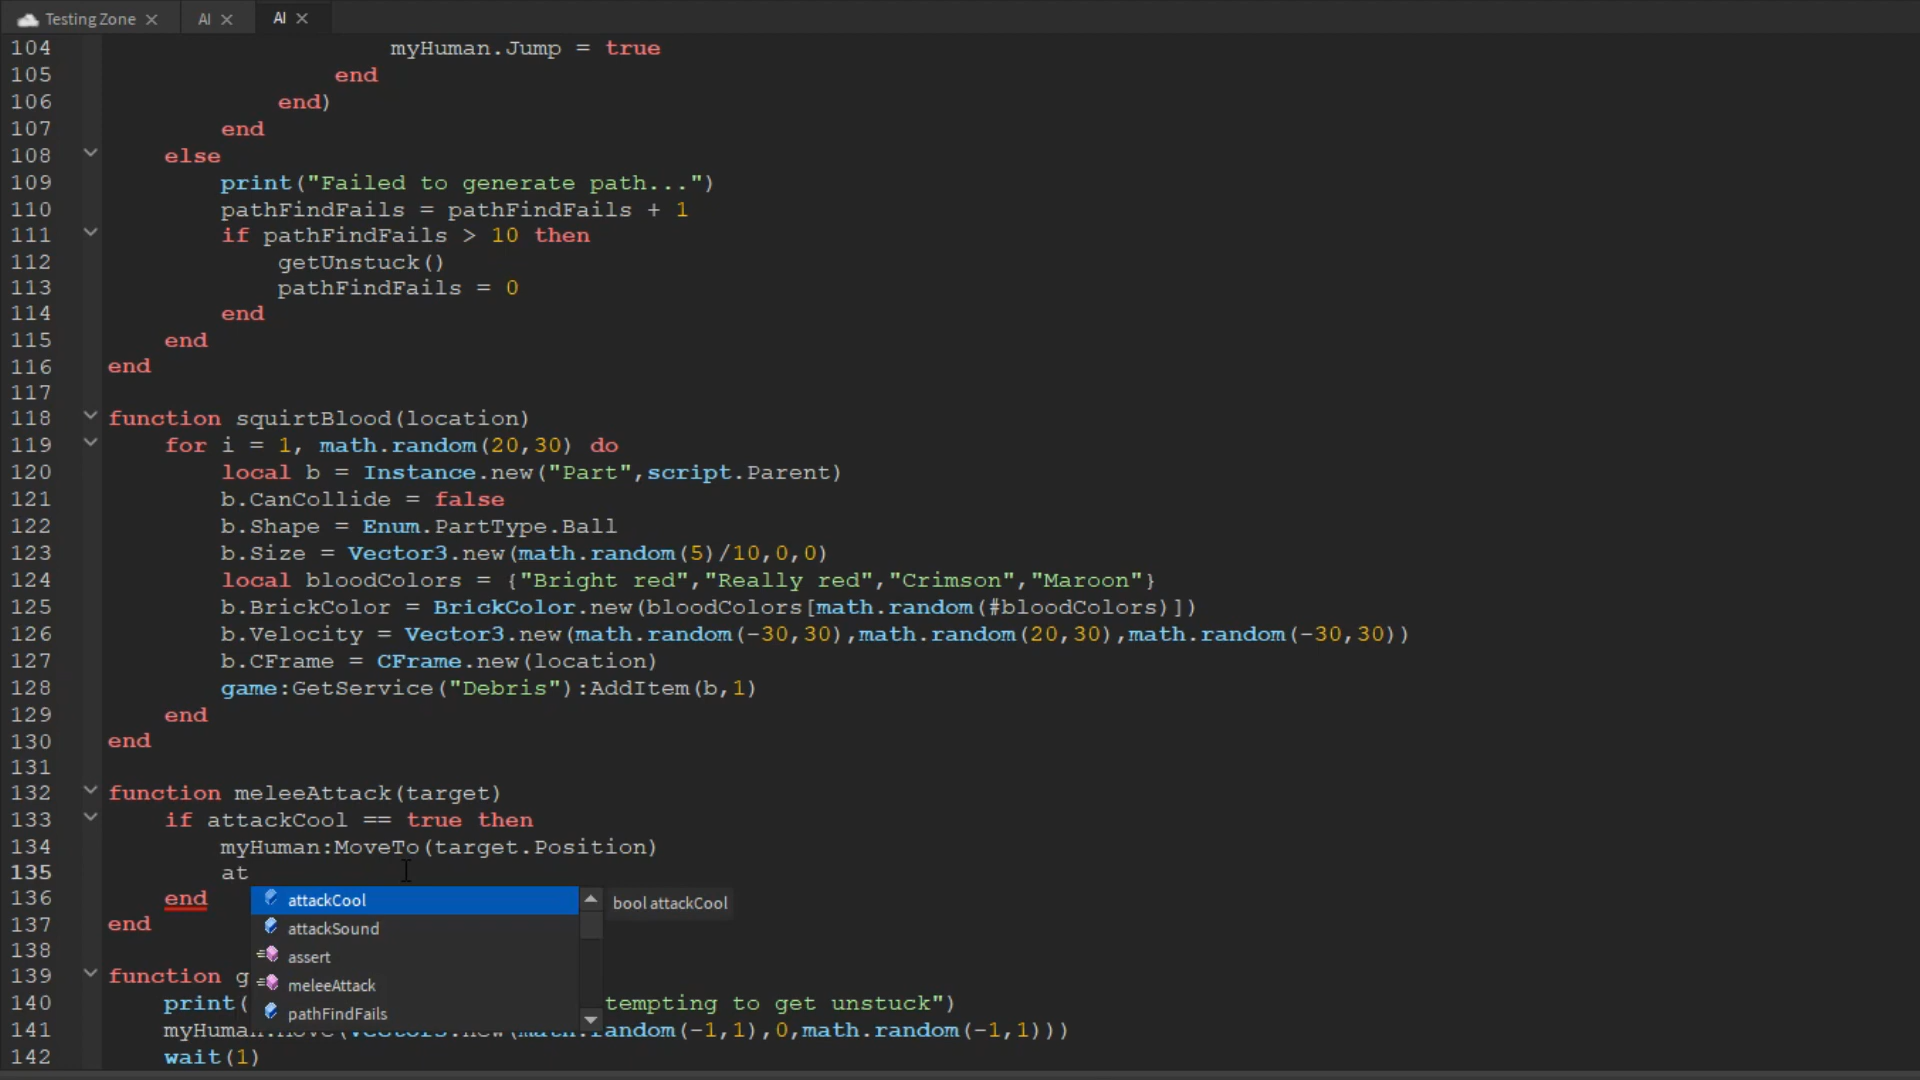 Testing Zone AI AI
104 myHuman.Jump = true
105 end
106 end)
107 end
108 else
109 print("Failed to generate path...")
110 pathFindFails = pathFindFails + 1
111 if pathFindFails > 10 then
112 getUnstuck()
113 pathFindFails = 0
114 end
115 end
116 end
117
118 function squirtBlood(location)
119 for i = 1, math.random(20,30) do
120 local b = Instance.new("Part",script.Parent)
121 b.CanCollide = false
122 b.Shape = Enum.PartType.Ball
123 b.Size = Vector3.new(math.random(5)/10,0,0)
124 local bloodColors = {"Bright red","Really red","Crimson","Maroon"}
125 b.BrickColor = BrickColor.new(bloodColors[math.random(#bloodColors)])
126 b.Velocity = Vector3.new(math.random(-30,30),math.random(20,30),math.random(-30,30))
127 b.CFrame = CFrame.new(location)
128 game:GetService("Debris"):AddItem(b,1)
129 end
130 end
131
132 function meleeAttack(target)
133 if attackCool == true then
134 myHuman:MoveTo(target.Position)
135 at
136 end attackCool bool attackCool
137 end attackSound
138 assert
139 function g meleeAttack
140 print( tempting to get unstuck")
pathFindFails
141 myHuman:Move(Vector3.new(math.random(-1,1),0,math.random(-1,1)))
142 wait(1)